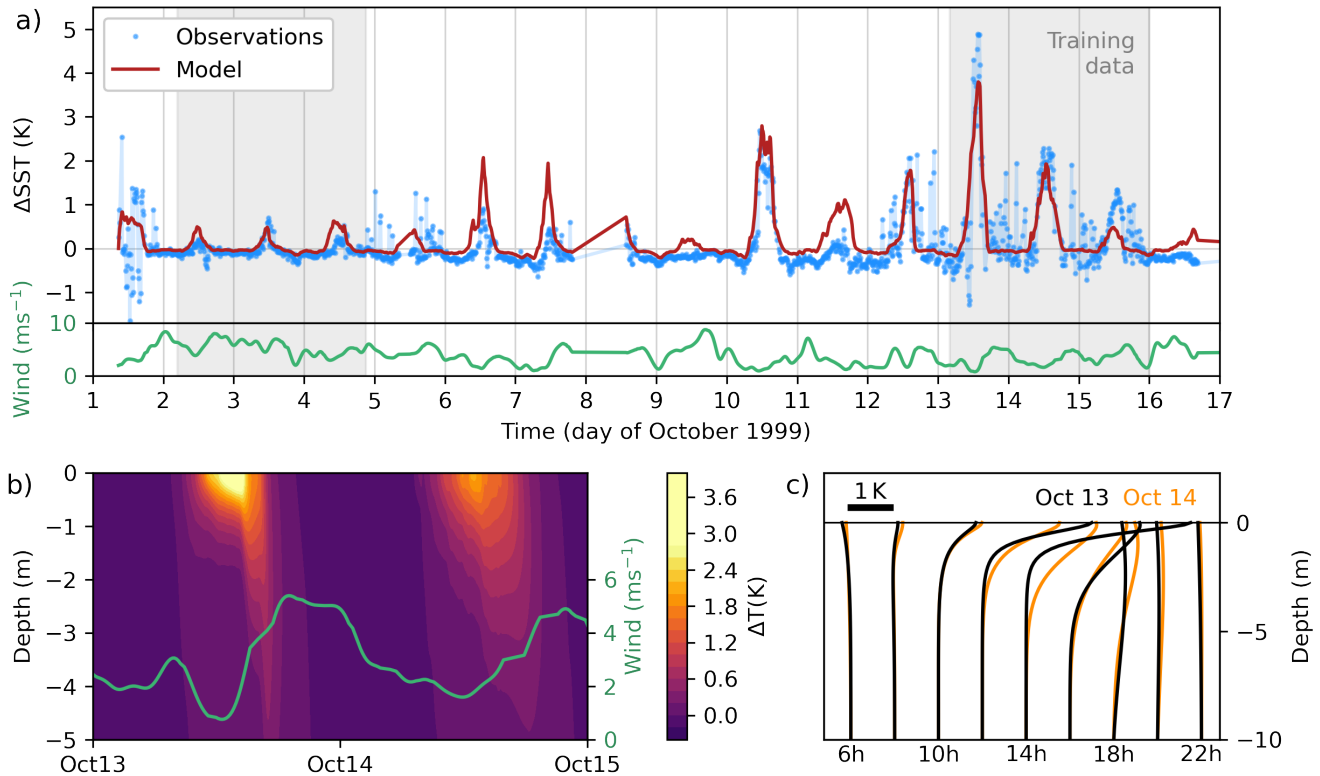 a)
5
4
3
2
1
0
−1
ΔSST (K)
Observations
Model
Training
data
10
0
Wind (ms⁻¹)
1 2 3 4 5 6 7 8 9 10 11 12 13 14 15 16 17
Time (day of October 1999)
b)
0
−1
−2
−3
−4
−5
Depth (m)
Oct13 Oct14 Oct15
6
4
2
0
Wind (ms⁻¹)
3.6
3.0
2.4
1.8
1.2
0.6
0.0
ΔT(K)
c)
1 K
Oct 13 Oct 14
0
−5
−10
Depth (m)
6h 10h 14h 18h 22h